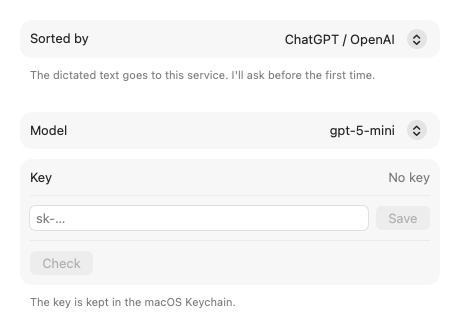 Sorted by
ChatGPT / OpenAI
The dictated text goes to this service. I'll ask before the first time.
Model
gpt-5-mini
Key
No key
sk-...
Save
Check
The key is kept in the macOS Keychain.